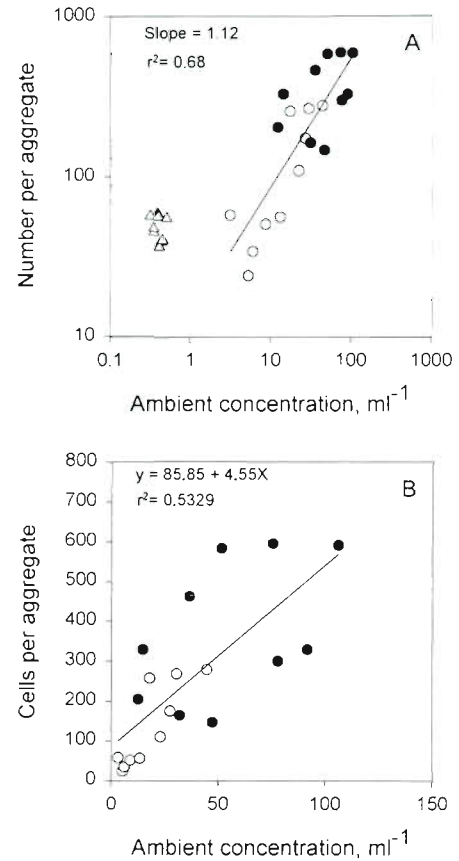 A
Slope = 1.12
r²= 0.68
1000
100
10
Number per aggregate
0.1 1 10 100 1000
Ambient concentration, ml⁻¹
B
y = 85.85 + 4.55X
r²= 0.5329
800
700
600
500
400
300
200
100
0
Cells per aggregate
0 50 100 150
Ambient concentration, ml⁻¹